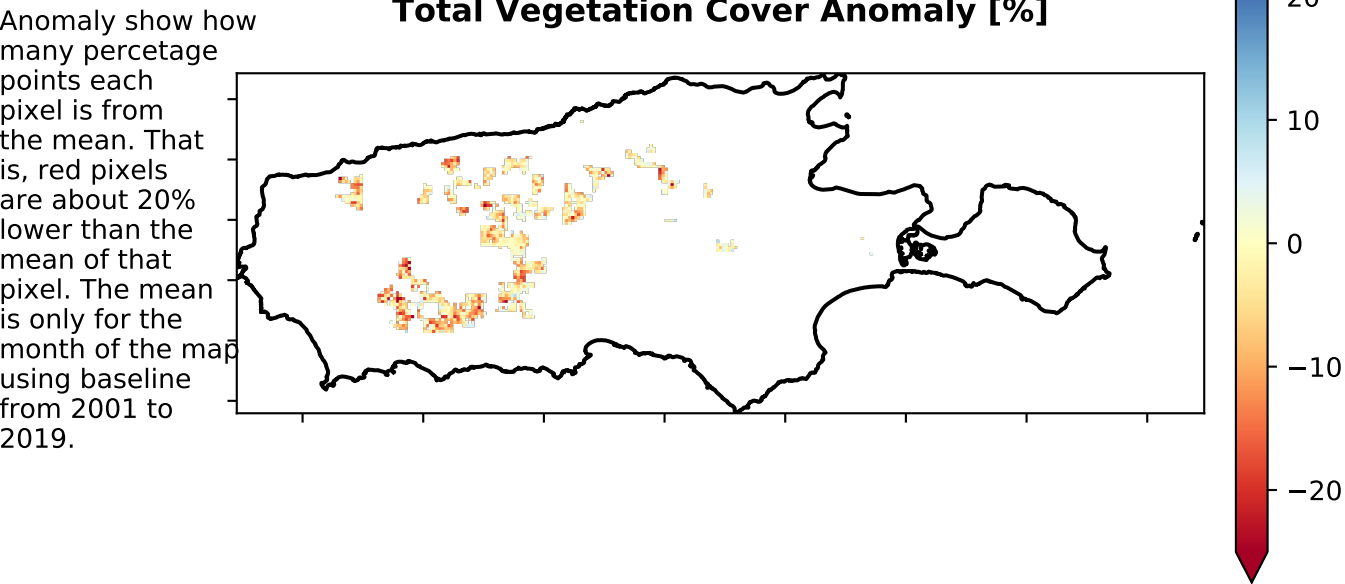 Total Vegetation Cover Anomaly [%]
Anomaly show how
many percetage
points each
pixel is from
the mean. That
is, red pixels
are about 20%
lower than the
mean of that
pixel. The mean
is only for the
month of the map
using baseline
from 2001 to
2019.
20
10
0
−10
−20